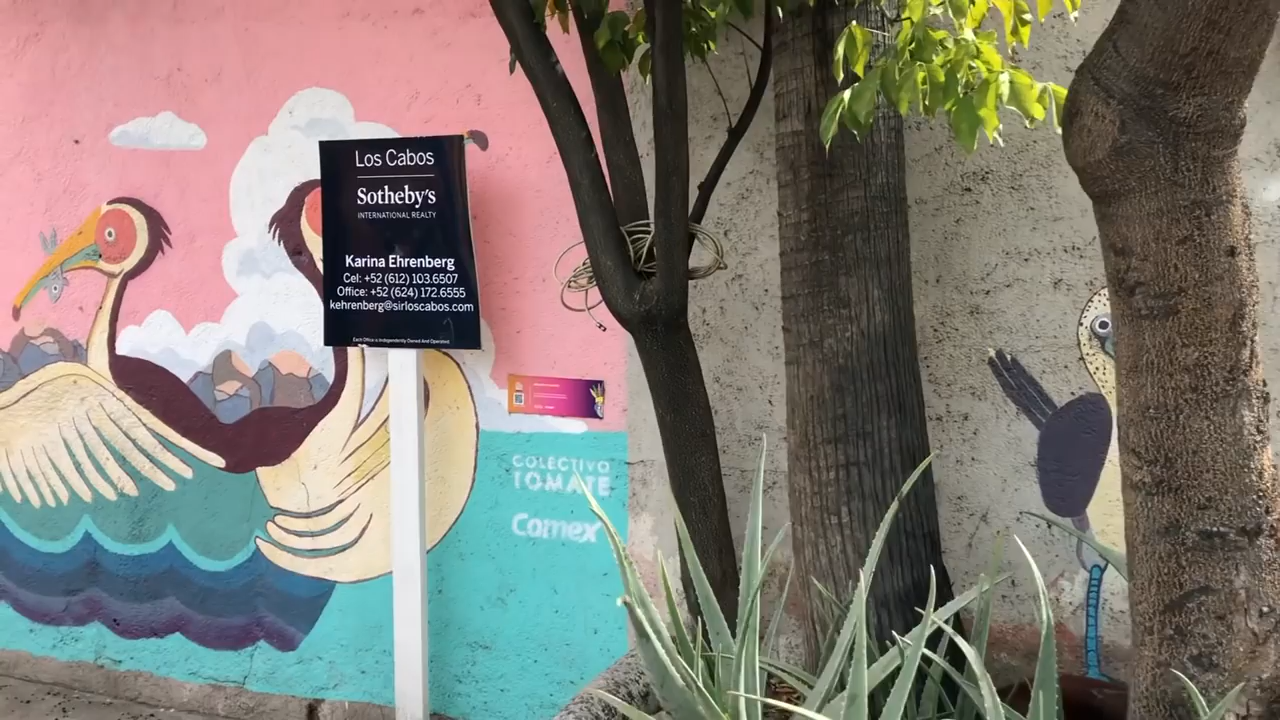 Los Cabos
Sotheby's
INTERNATIONAL REALTY
Karina Ehrenberg
Cel: +52 (612) 103.6507
Office: +52 (624) 172.6555
kehrenberg@sirloscabos.com
Each Office is Independently Owned And Operated
COLECTIVO
TOMATE
Comex